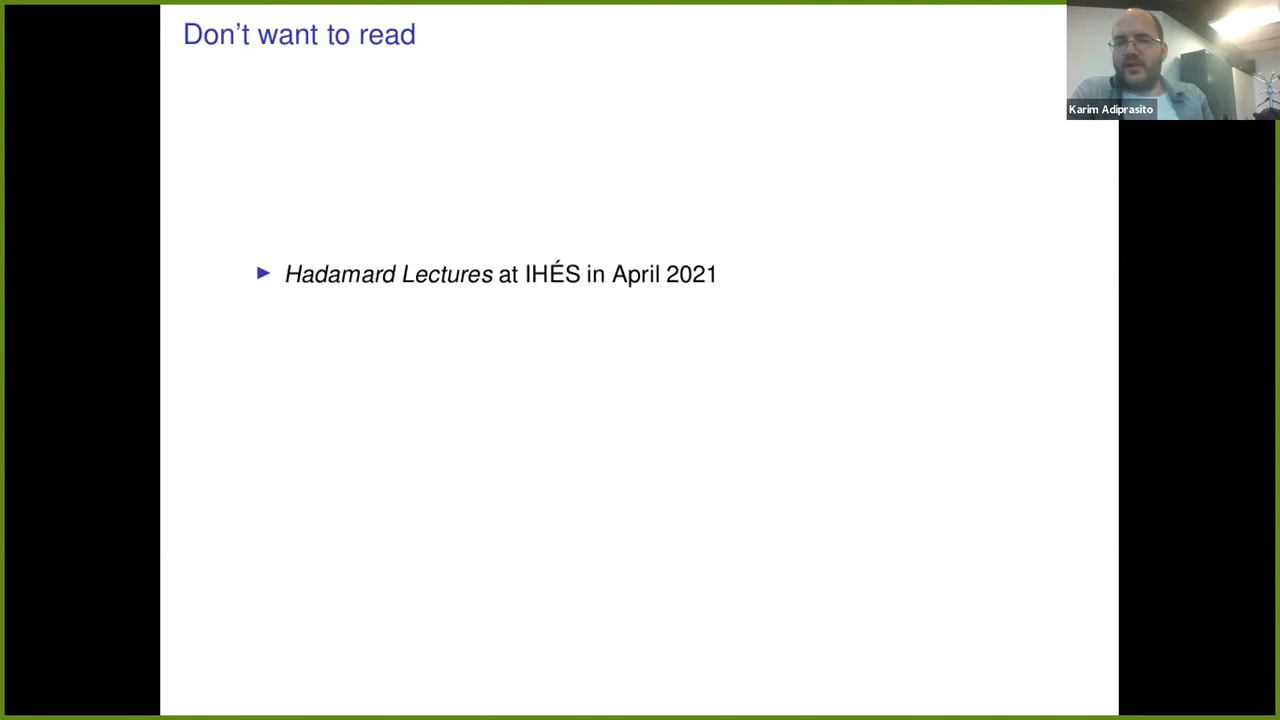 Don't want to read
Karim Adiprasito
► Hadamard Lectures at IHÉS in April 2021